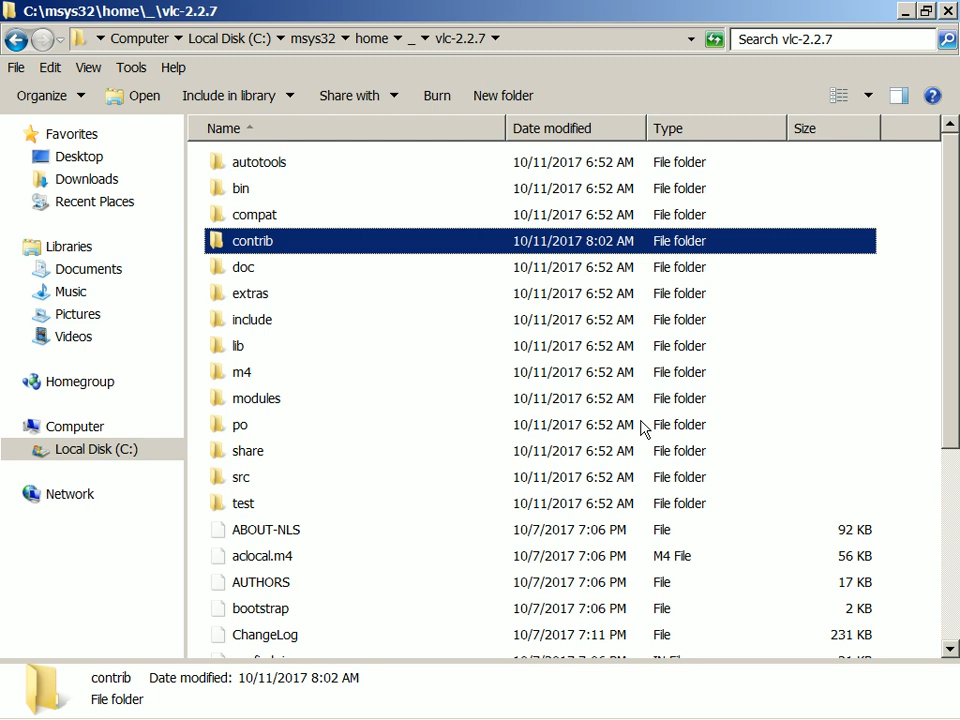 C:\msys32\home\_\vlc-2.2.7
Computer Local Disk (C:) msys32 home _ vlc-2.2.7 Search vlc-2.2.7
File Edit View Tools Help
Organize Open Include in library Share with Burn New folder
Favorites
Desktop
Downloads
Recent Places
Libraries
Documents
Music
Pictures
Videos
Homegroup
Computer
Local Disk (C:)
Network
Name Date modified Type Size
autotools 10/11/2017 6:52 AM File folder
bin 10/11/2017 6:52 AM File folder
compat 10/11/2017 6:52 AM File folder
contrib 10/11/2017 8:02 AM File folder
doc 10/11/2017 6:52 AM File folder
extras 10/11/2017 6:52 AM File folder
include 10/11/2017 6:52 AM File folder
lib 10/11/2017 6:52 AM File folder
m4 10/11/2017 6:52 AM File folder
modules 10/11/2017 6:52 AM File folder
po 10/11/2017 6:52 AM File folder
share 10/11/2017 6:52 AM File folder
src 10/11/2017 6:52 AM File folder
test 10/11/2017 6:52 AM File folder
ABOUT-NLS 10/7/2017 7:06 PM File 92 KB
aclocal.m4 10/7/2017 7:06 PM M4 File 56 KB
AUTHORS 10/7/2017 7:06 PM File 17 KB
bootstrap 10/7/2017 7:06 PM File 2 KB
ChangeLog 10/7/2017 7:11 PM File 231 KB
contrib Date modified: 10/11/2017 8:02 AM
File folder